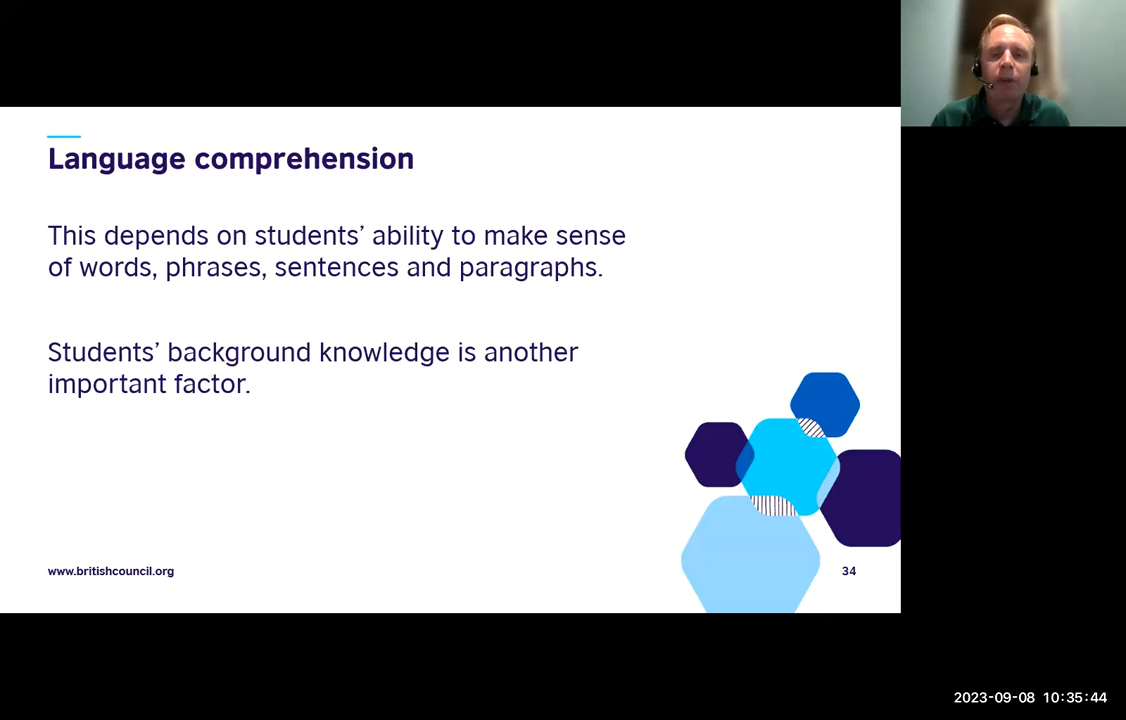 Language comprehension
This depends on students’ ability to make sense
of words, phrases, sentences and paragraphs.
Students’ background knowledge is another
important factor.
www.britishcouncil.org
34
2023-09-08 10:35:44